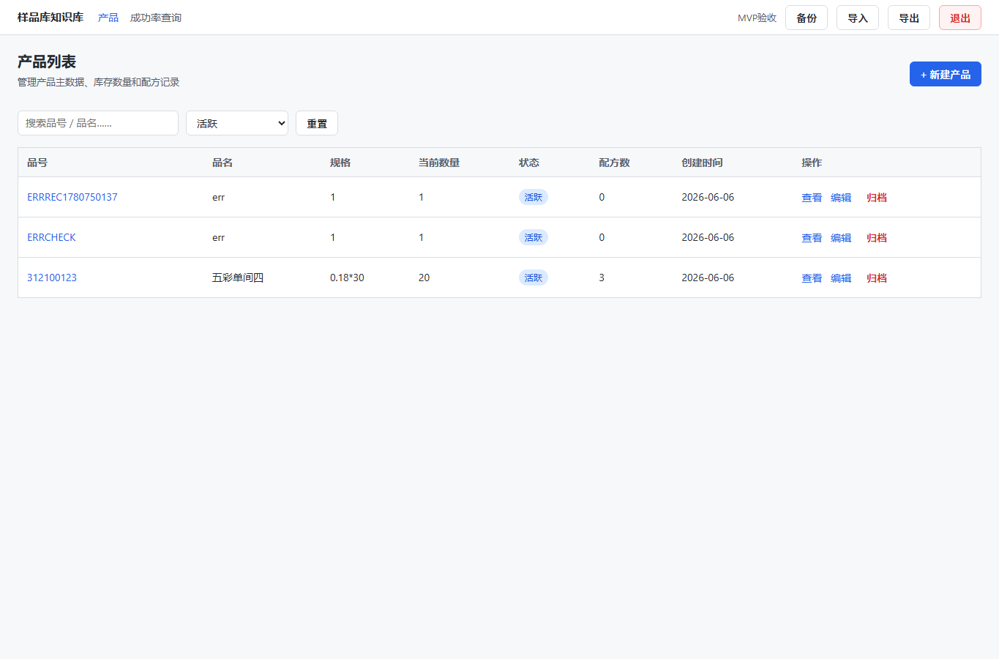 样品库知识库 产品 成功率查询 MVP验收 备份 导入 导出 退出
产品列表
管理产品主数据、库存数量和配方记录
+ 新建产品
搜索品号 / 品名...... 活跃 重置
品号 品名 规格 当前数量 状态 配方数 创建时间 操作
ERRREC1780750137 err 1 1 活跃 0 2026-06-06 查看 编辑 归档
ERRCHECK err 1 1 活跃 0 2026-06-06 查看 编辑 归档
312100123 五彩单间四 0.18*30 20 活跃 3 2026-06-06 查看 编辑 归档